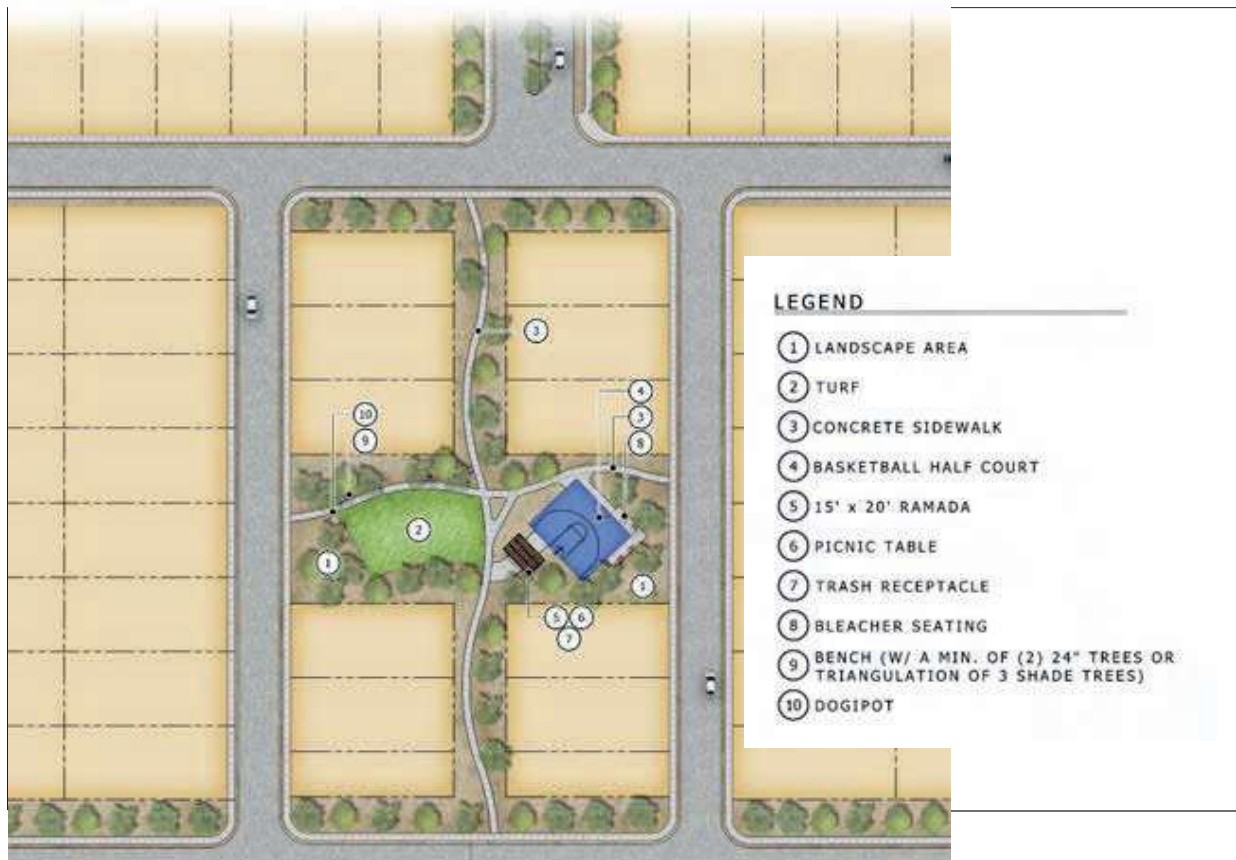 3
4
3
8
10
9
2
1
1
5 6
7
LEGEND
1 LANDSCAPE AREA
2 TURF
3 CONCRETE SIDEWALK
4 BASKETBALL HALF COURT
5 15' x 20' RAMADA
6 PICNIC TABLE
7 TRASH RECEPTACLE
8 BLEACHER SEATING
9 BENCH (W/ A MIN. OF (2) 24" TREES OR
TRIANGULATION OF 3 SHADE TREES)
10 DOGIPOT